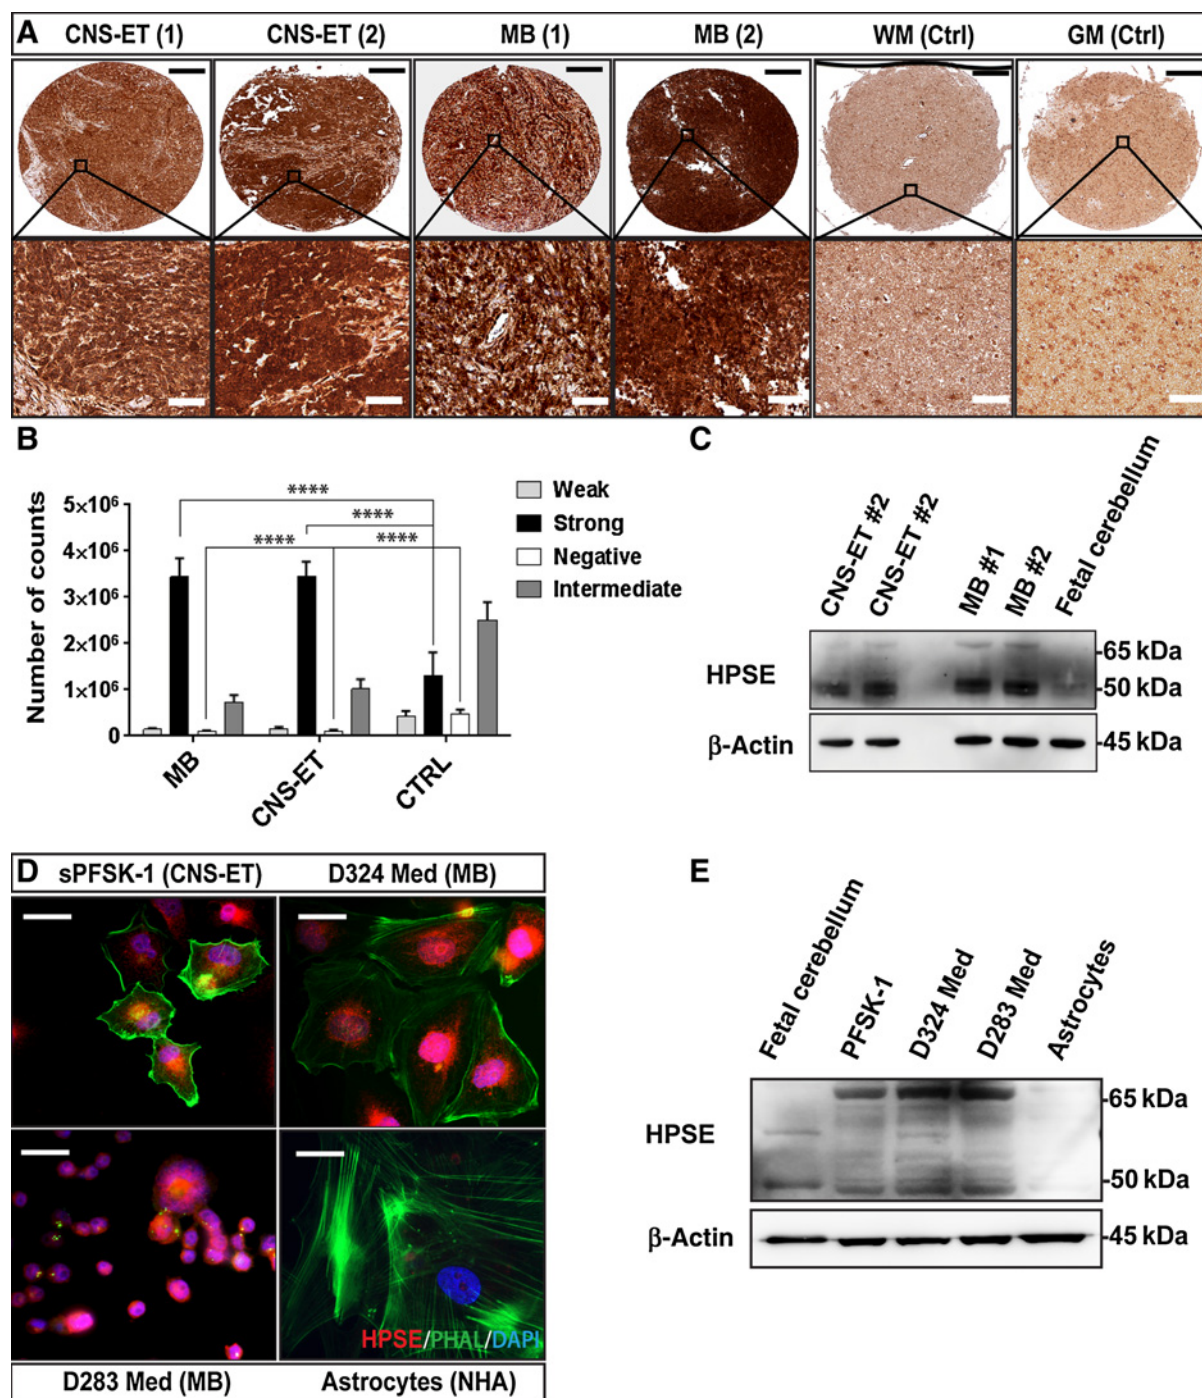 A CNS-ET (1) CNS-ET (2) MB (1) MB (2) WM (Ctrl) GM (Ctrl)
B
Number of counts
5×10⁶
4×10⁶
3×10⁶
2×10⁶
1×10⁶
0
****
****
****
****
Weak
Strong
Negative
Intermediate
MB
CNS-ET
CTRL
C
CNS-ET #2
CNS-ET #2
MB #1
MB #2
Fetal cerebellum
HPSE
-65 kDa
-50 kDa
β-Actin
-45 kDa
D sPFSK-1 (CNS-ET) D324 Med (MB)
HPSE/PHAL/DAPI
D283 Med (MB) Astrocytes (NHA)
E
Fetal cerebellum
PFSK-1
D324 Med
D283 Med
Astrocytes
HPSE
-65 kDa
-50 kDa
β-Actin
-45 kDa